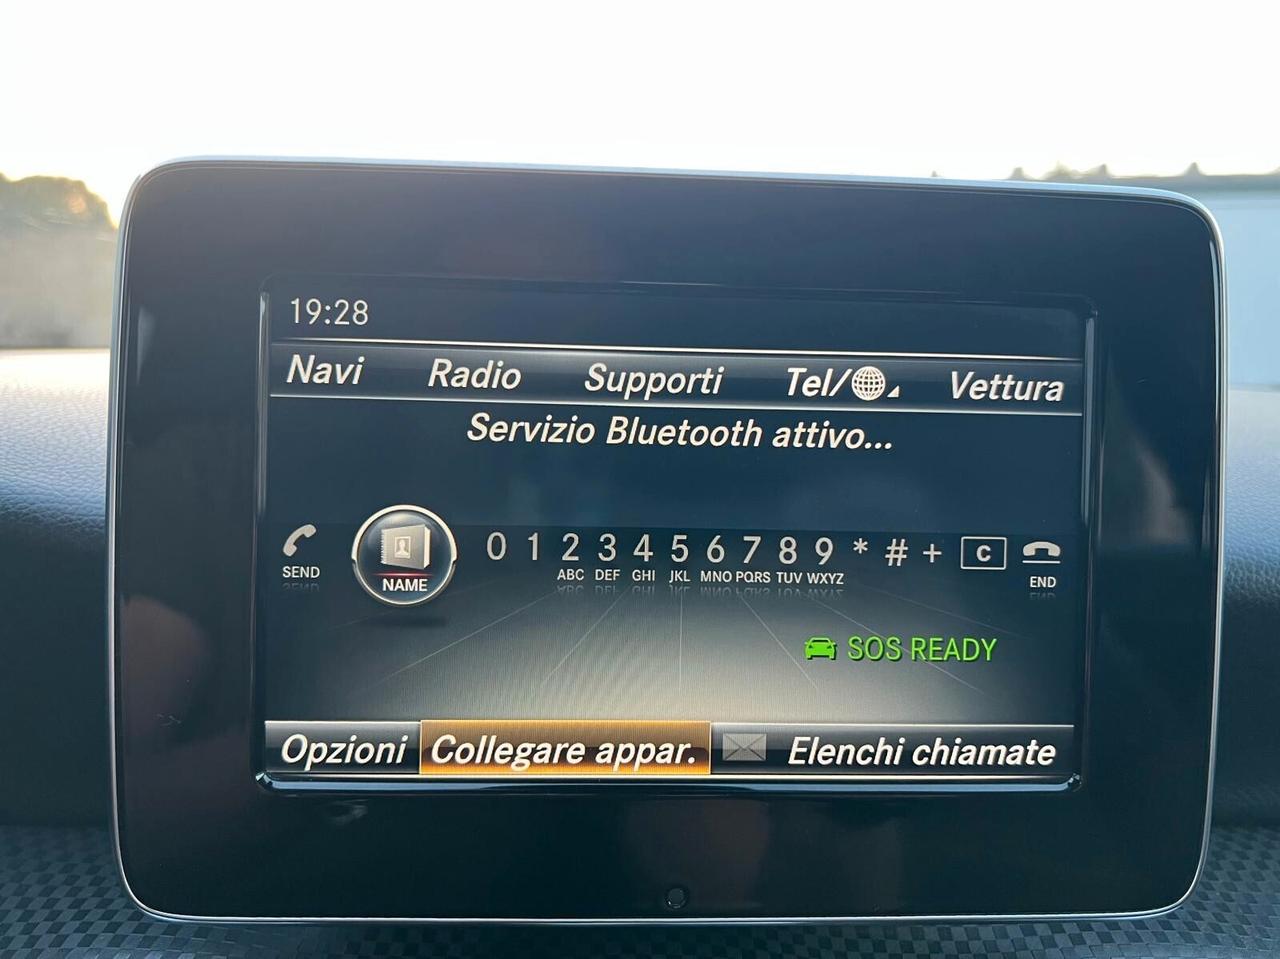 19:28
Navi Radio Supporti Tel/ Vettura
Servizio Bluetooth attivo...
SEND NAME 0 1 2 3 4 5 6 7 8 9 * # + C END
ABC DEF GHI JKL MNO PQRS TUV WXYZ
SOS READY
Opzioni Collegare appar. Elenchi chiamate